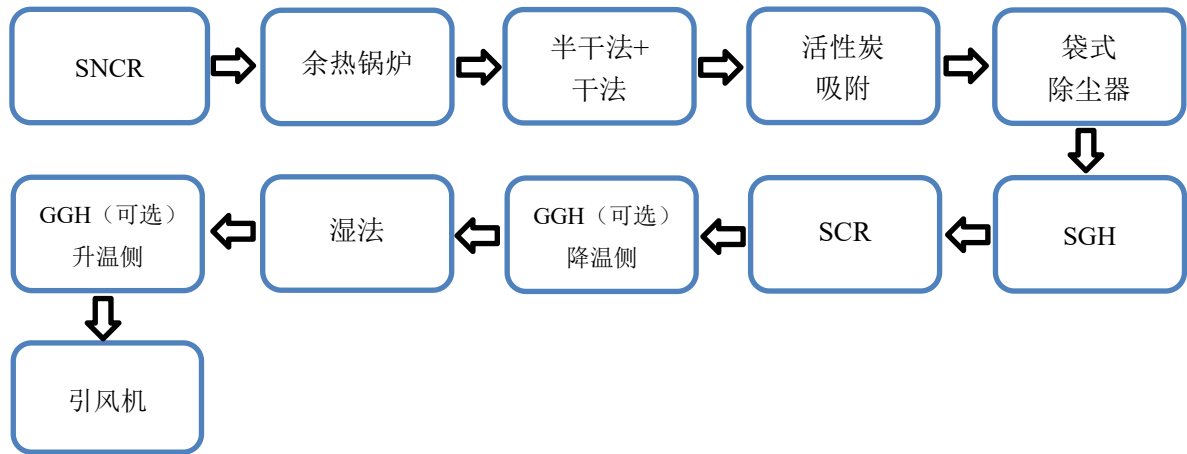 SNCR
余热锅炉
半干法+
干法
活性炭
吸附
袋式
除尘器
SGH
SCR
GGH（可选）
降温侧
湿法
GGH（可选）
升温侧
引风机